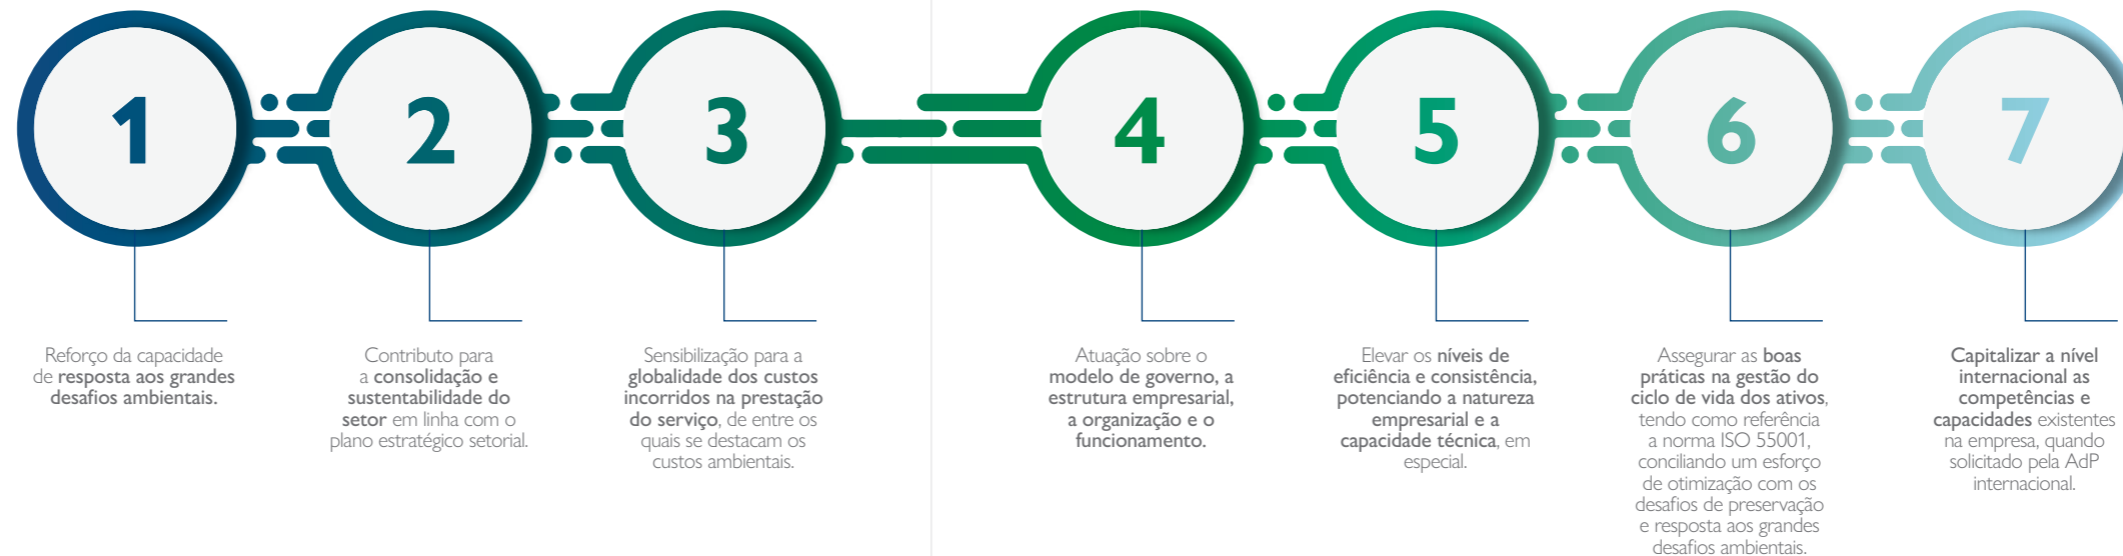 1
Reforço da capacidade
de resposta aos grandes
desafios ambientais.
2
Contributo para
a consolidação e
sustentabilidade do
setor em linha com o
plano estratégico setorial.
3
Sensibilização para a
globalidade dos custos
incorridos na prestação
do serviço, de entre os
quais se destacam os
custos ambientais.
4
Atuação sobre o
modelo de governo, a
estrutura empresarial,
a organização e o
funcionamento.
5
Elevar os níveis de
eficiência e consistência,
potenciando a natureza
empresarial e a
capacidade técnica, em
especial.
6
Assegurar as boas
práticas na gestão do
ciclo de vida dos ativos,
tendo como referência
a norma ISO 55001,
conciliando um esforço
de otimização com os
desafios de preservação
e resposta aos grandes
desafios ambientais.
7
Capitalizar a nível
internacional as
competências e
capacidades existentes
na empresa, quando
solicitado pela AdP
internacional.